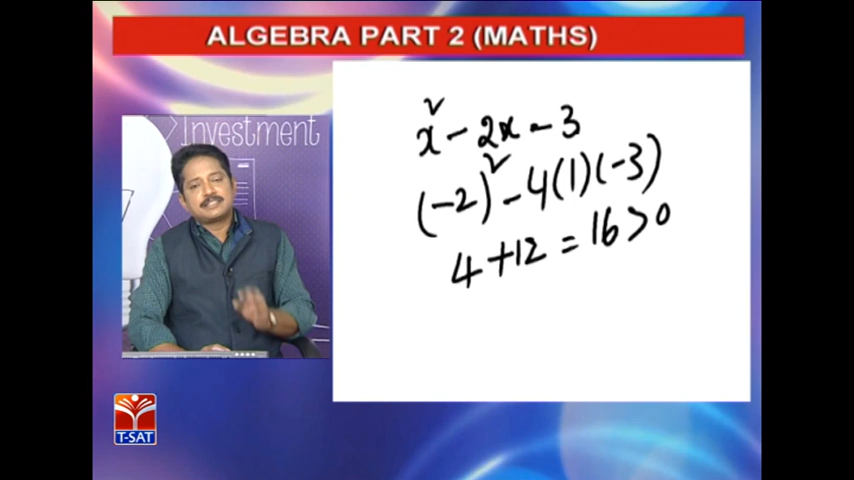 ALGEBRA PART 2 (MATHS)
Investment
x² - 2x - 3
(-2)² - 4(1)(-3)
4+12 = 16>0
T-SAT